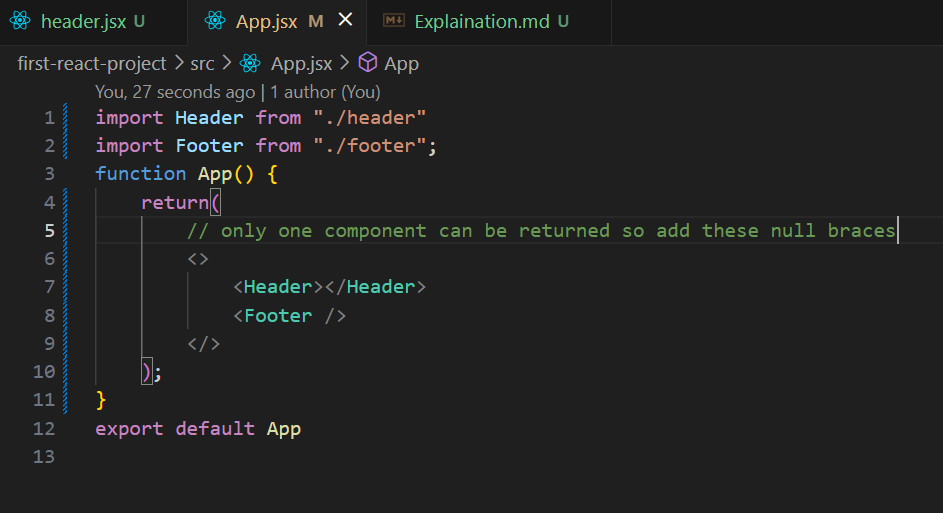 header.jsx U App.jsx M Explaination.md U
first-react-project > src > App.jsx > App
You, 27 seconds ago | 1 author (You)
1 import Header from "./header"
2 import Footer from "./footer";
3 function App() {
4 return(
5 // only one component can be returned so add these null braces
6 <>
7 <Header></Header>
8 <Footer />
9 </>
10 );
11 }
12 export default App
13